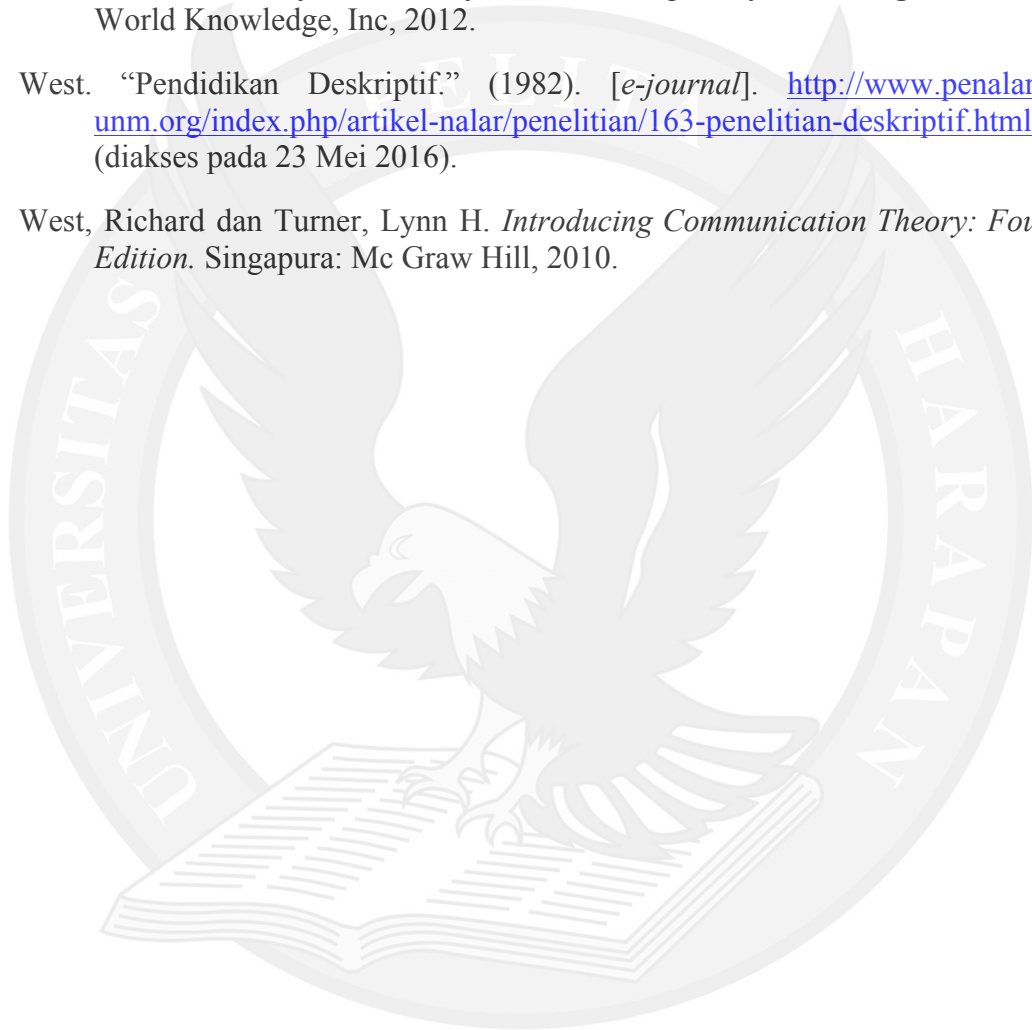 World Knowledge, Inc, 2012.
West. “Pendidikan Deskriptif.” (1982). [e-journal]. http://www.penalar
unm.org/index.php/artikel-nalar/penelitian/163-penelitian-deskriptif.html
(diakses pada 23 Mei 2016).
West, Richard dan Turner, Lynn H. Introducing Communication Theory: Fou
Edition. Singapura: Mc Graw Hill, 2010.
UNIVERSITAS
PELITA
HARAPAN